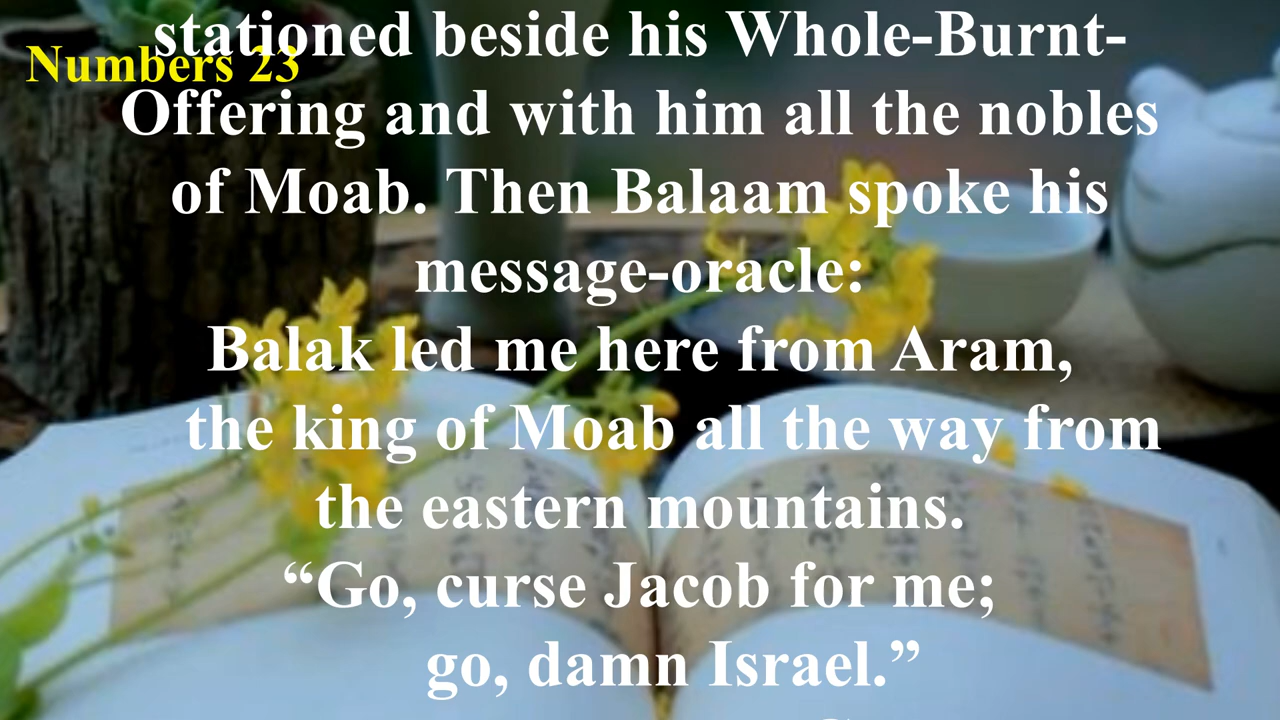 Numbers 23
stationed beside his Whole-Burnt-
Offering and with him all the nobles
of Moab. Then Balaam spoke his
message-oracle:
Balak led me here from Aram,
the king of Moab all the way from
the eastern mountains.
“Go, curse Jacob for me;
go, damn Israel.”